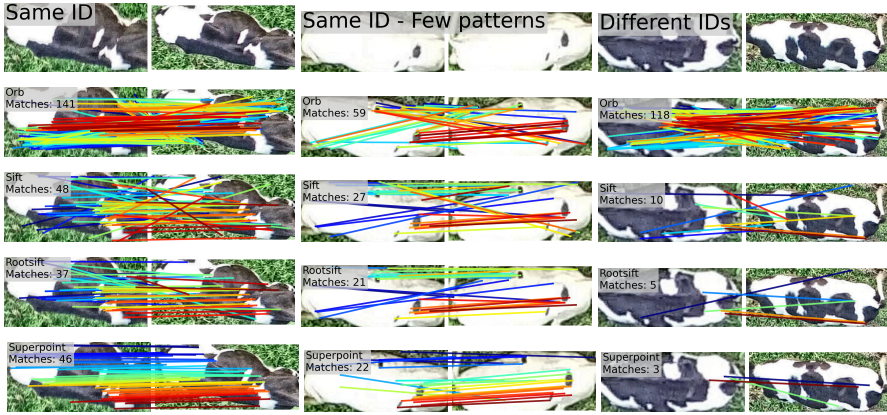 Same ID
Same ID - Few patterns
Different IDs
Orb
Matches: 141
Orb
Matches: 59
Orb
Matches: 118
Sift
Matches: 48
Sift
Matches: 27
Sift
Matches: 10
Rootsift
Matches: 37
Rootsift
Matches: 21
Rootsift
Matches: 5
Superpoint
Matches: 46
Superpoint
Matches: 22
Superpoint
Matches: 3